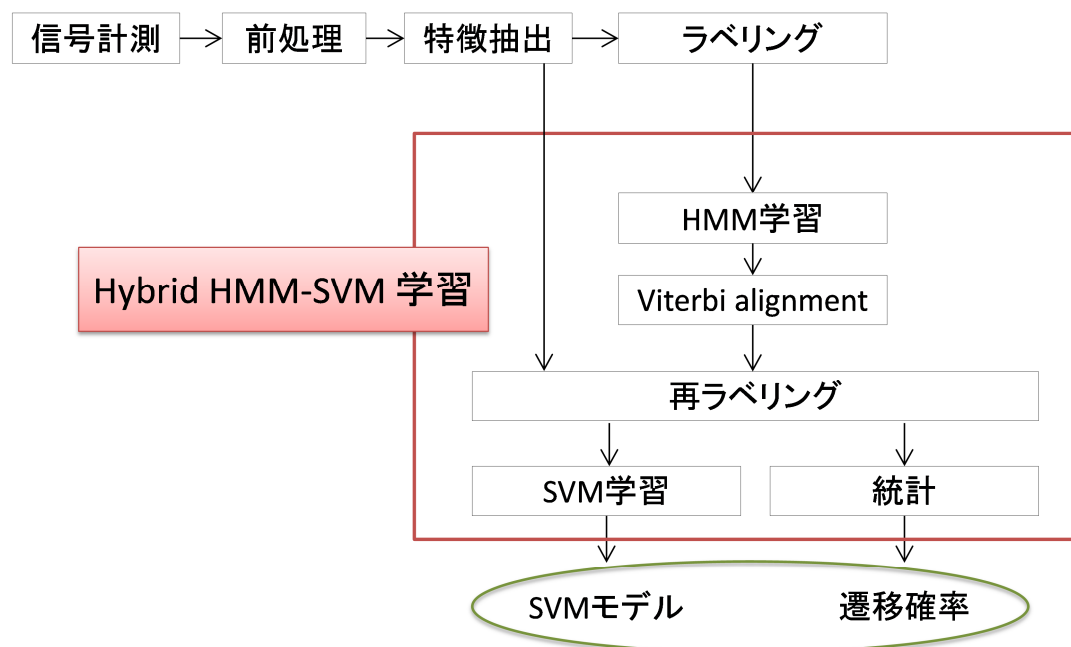 信号計測
前処理
特徴抽出
ラベリング
HMM学習
Hybrid HMM-SVM 学習
Viterbi alignment
再ラベリング
SVM学習
統計
SVMモデル
遷移確率